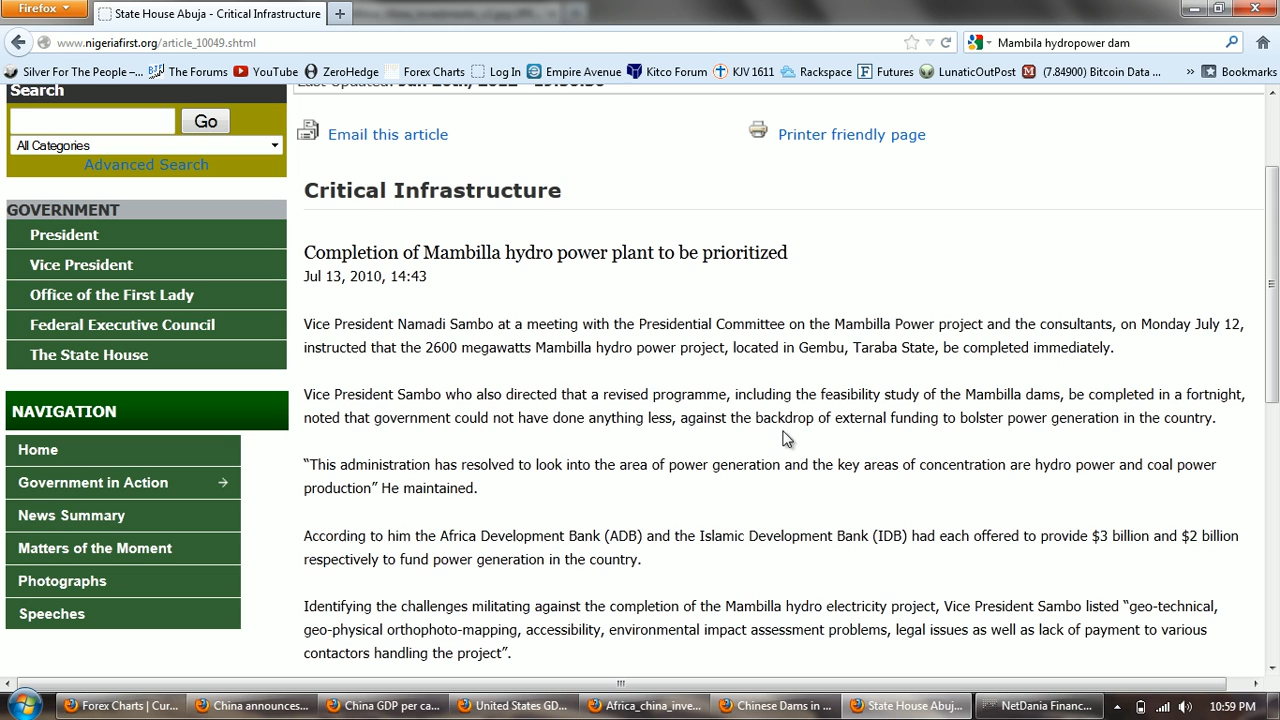 Firefox
State House Abuja - Critical Infrastructure
www.nigeriafirst.org/article_10049.shtml
Mambila hydropower dam
Silver For The People –... The Forums YouTube ZeroHedge Forex Charts Log In Empire Avenue Kitco Forum KJV 1611 Rackspace Futures LunaticOutPost (7.84900) Bitcoin Data ... » Bookmarks
Search
Go
All Categories
Advanced Search
GOVERNMENT
President
Vice President
Office of the First Lady
Federal Executive Council
The State House
NAVIGATION
Home
Government in Action
News Summary
Matters of the Moment
Photographs
Speeches
Email this article Printer friendly page
Critical Infrastructure
Completion of Mambilla hydro power plant to be prioritized
Jul 13, 2010, 14:43
Vice President Namadi Sambo at a meeting with the Presidential Committee on the Mambilla Power project and the consultants, on Monday July 12,
instructed that the 2600 megawatts Mambilla hydro power project, located in Gembu, Taraba State, be completed immediately.
Vice President Sambo who also directed that a revised programme, including the feasibility study of the Mambilla dams, be completed in a fortnight,
noted that government could not have done anything less, against the backdrop of external funding to bolster power generation in the country.
“This administration has resolved to look into the area of power generation and the key areas of concentration are hydro power and coal power
production” He maintained.
According to him the Africa Development Bank (ADB) and the Islamic Development Bank (IDB) had each offered to provide $3 billion and $2 billion
respectively to fund power generation in the country.
Identifying the challenges militating against the completion of the Mambilla hydro electricity project, Vice President Sambo listed “geo-technical,
geo-physical orthophoto-mapping, accessibility, environmental impact assessment problems, legal issues as well as lack of payment to various
contactors handling the project”.
Forex Charts | Cur... China announces... China GDP per ca... United States GD... Africa_china_inve... Chinese Dams in ... State House Abuj... NetDania Financ... 10:59 PM